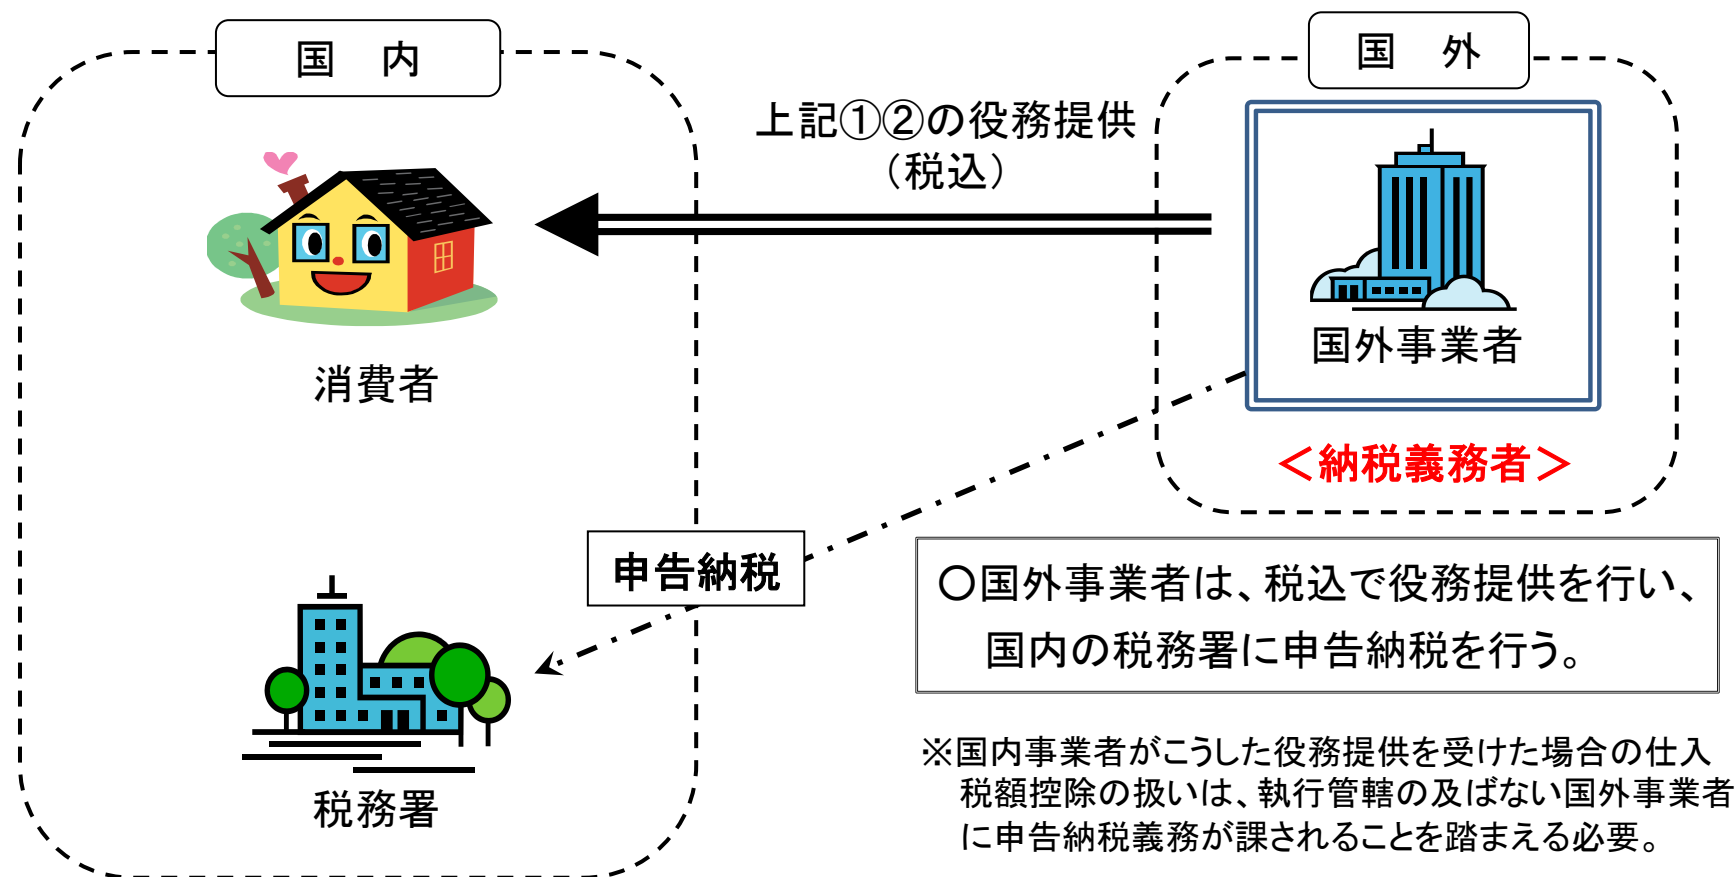 国　内
国　外
上記①②の役務提供
（税込）
国外事業者
消費者
＜納税義務者＞
申告納税
○国外事業者は、税込で役務提供を行い、
国内の税務署に申告納税を行う。
税務署
※国内事業者がこうした役務提供を受けた場合の仕入
税額控除の扱いは、執行管轄の及ばない国外事業者
に申告納税義務が課されることを踏まえる必要。